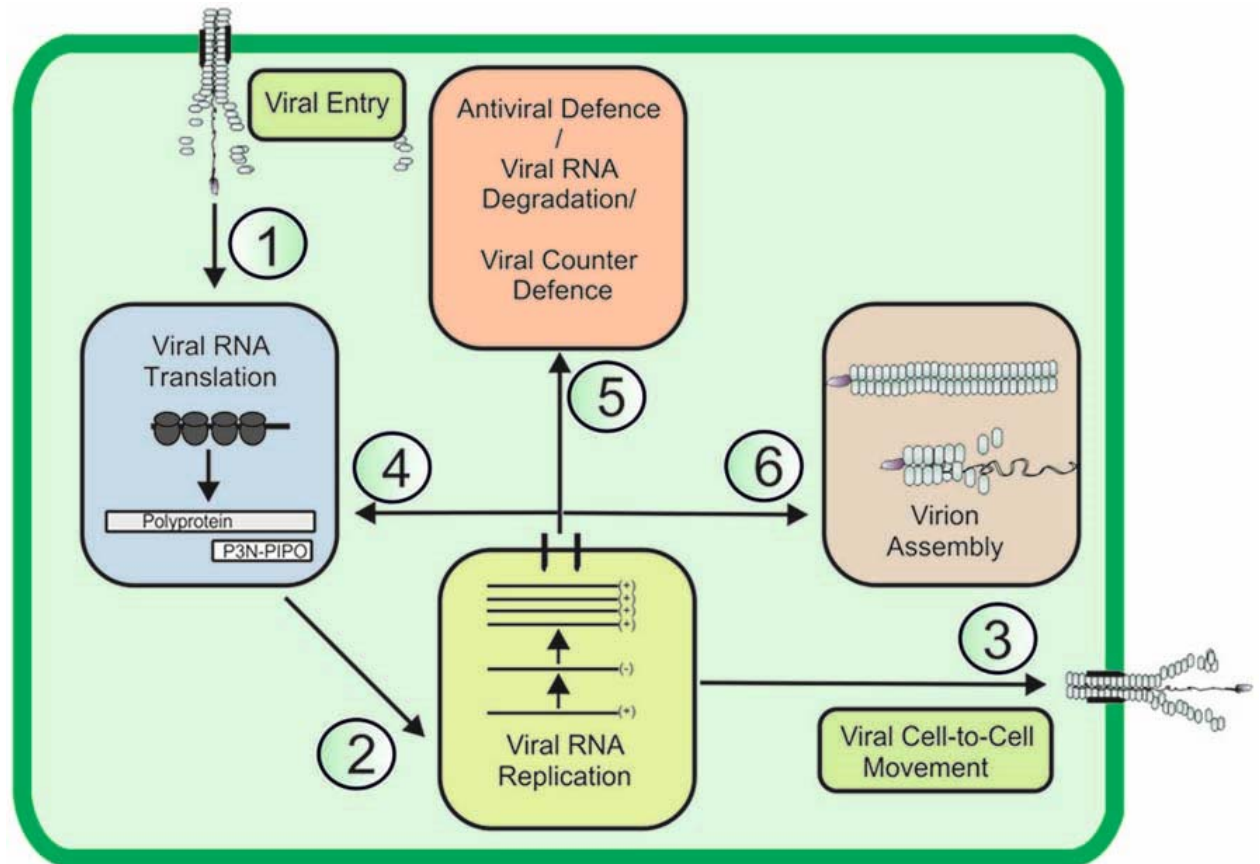 Viral Entry
1
Antiviral Defence
/
Viral RNA
Degradation/
Viral Counter
Defence
5
Viral RNA
Translation
Polyprotein
P3N-PIPO
4
6
Virion
Assembly
2
(+)
(+)
(+)
(+)
(-)
(+)
Viral RNA
Replication
3
Viral Cell-to-Cell
Movement